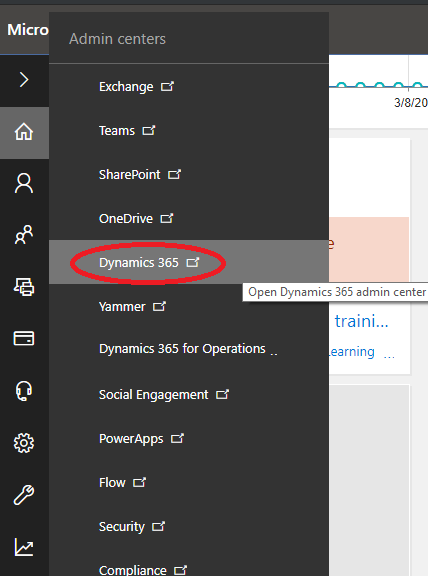 Micro
Admin centers
Exchange
Teams
SharePoint
OneDrive
Dynamics 365
Open Dynamics 365 admin center
Yammer
Dynamics 365 for Operations ..
Social Engagement
PowerApps
Flow
Security
Compliance
3/8/20
e
traini...
earning ...